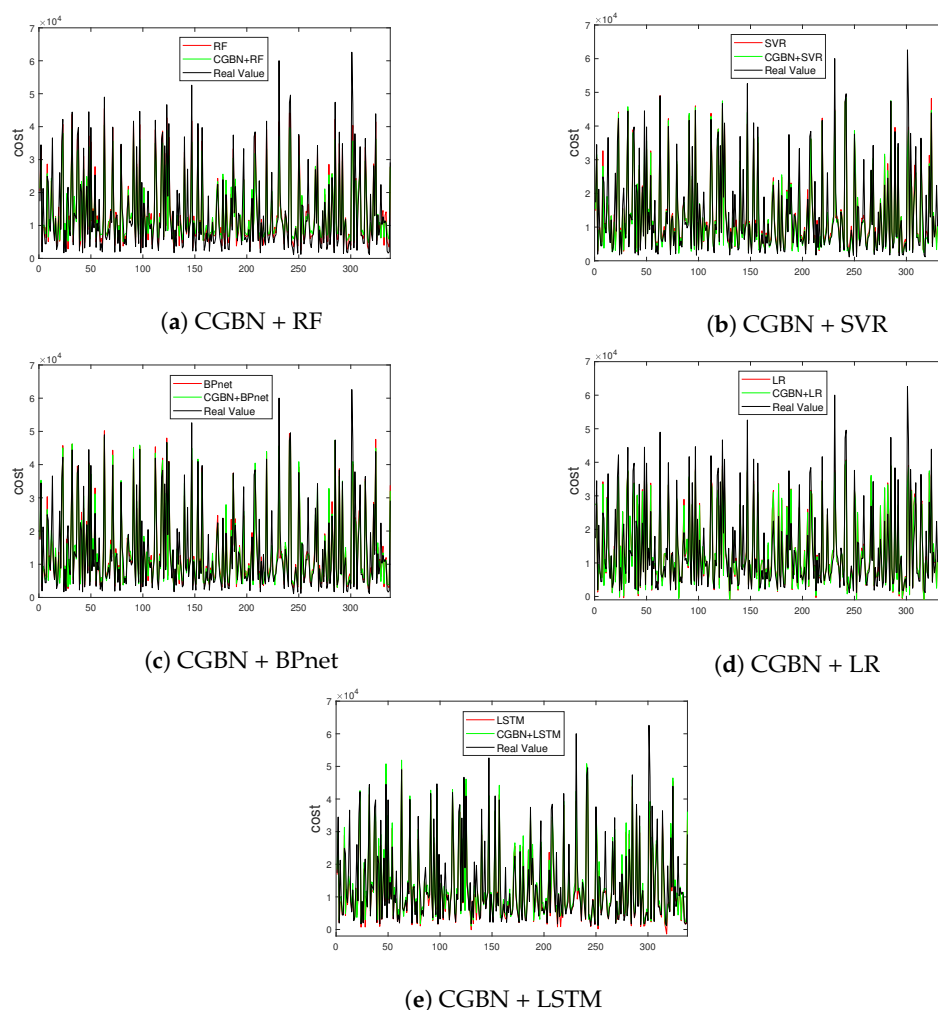 ×10⁴
7
6
5
4
3
2
1
0
cost
RF
CGBN+RF
Real Value
0 50 100 150 200 250 300
(a) CGBN + RF
×10⁴
7
6
5
4
3
2
1
0
cost
SVR
CGBN+SVR
Real Value
0 50 100 150 200 250 300
(b) CGBN + SVR
×10⁴
7
6
5
4
3
2
1
0
cost
BPnet
CGBN+BPnet
Real Value
0 50 100 150 200 250 300
(c) CGBN + BPnet
×10⁴
7
6
5
4
3
2
1
0
cost
LR
CGBN+LR
Real Value
0 50 100 150 200 250 300
(d) CGBN + LR
×10⁴
7
6
5
4
3
2
1
0
cost
LSTM
CGBN+LSTM
Real Value
0 50 100 150 200 250 300
(e) CGBN + LSTM